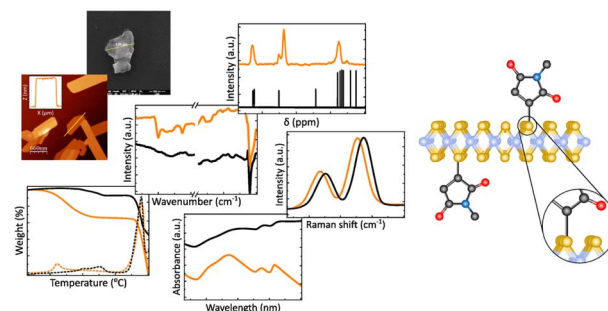 Z (nm)
X (μm)
Intensity (a.u.)
δ (ppm)
Intensity (a.u.)
Wavenumber (cm⁻¹)
Intensity (a.u.)
Raman shift (cm⁻¹)
Weight (%)
Temperature (°C)
Absorbance (a.u.)
Wavelength (nm)
N
N